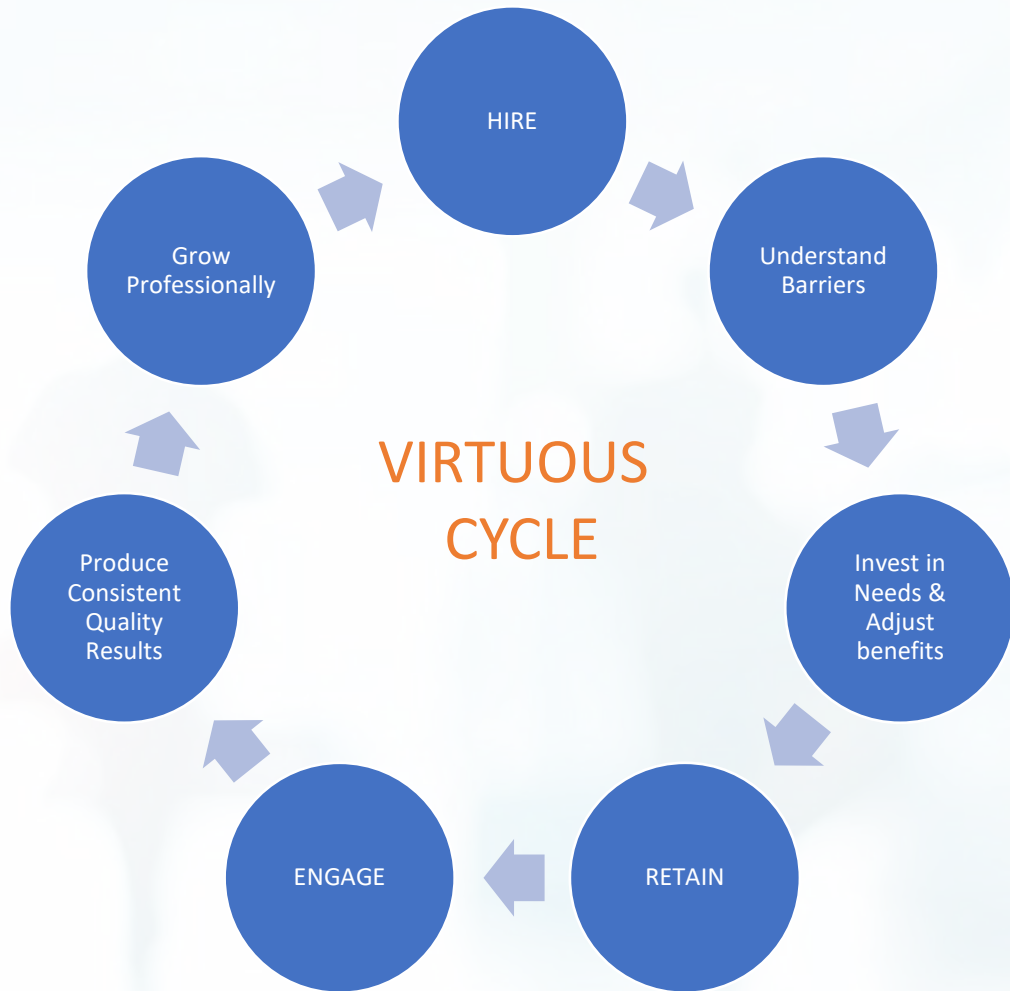 HIRE
Understand
Barriers
Invest in
Needs &
Adjust
benefits
RETAIN
ENGAGE
Produce
Consistent
Quality
Results
Grow
Professionally
VIRTUOUS
CYCLE